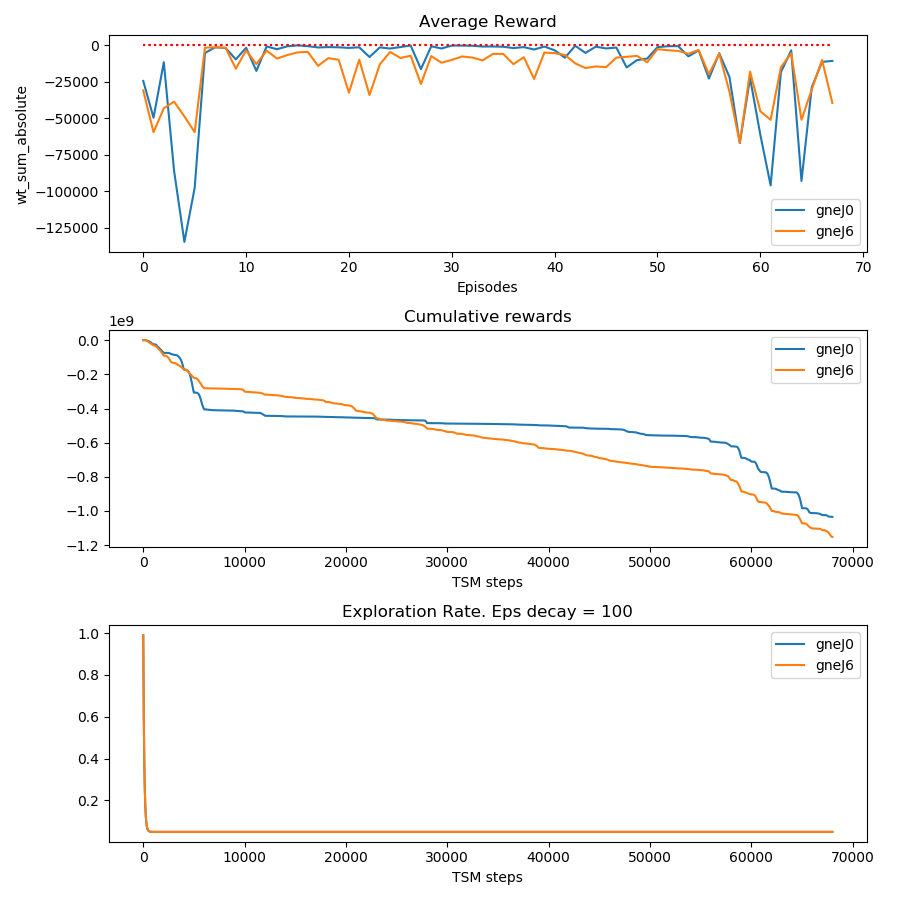 Average Reward
wt_sum_absolute
0
−25000
−50000
−75000
−100000
−125000
gneJ0
gneJ6
0 10 20 30 40 50 60 70
Episodes
Cumulative rewards
1e9
0.0
−0.2
−0.4
−0.6
−0.8
−1.0
−1.2
gneJ0
gneJ6
0 10000 20000 30000 40000 50000 60000 70000
TSM steps
Exploration Rate. Eps decay = 100
1.0
0.8
0.6
0.4
0.2
gneJ0
gneJ6
0 10000 20000 30000 40000 50000 60000 70000
TSM steps